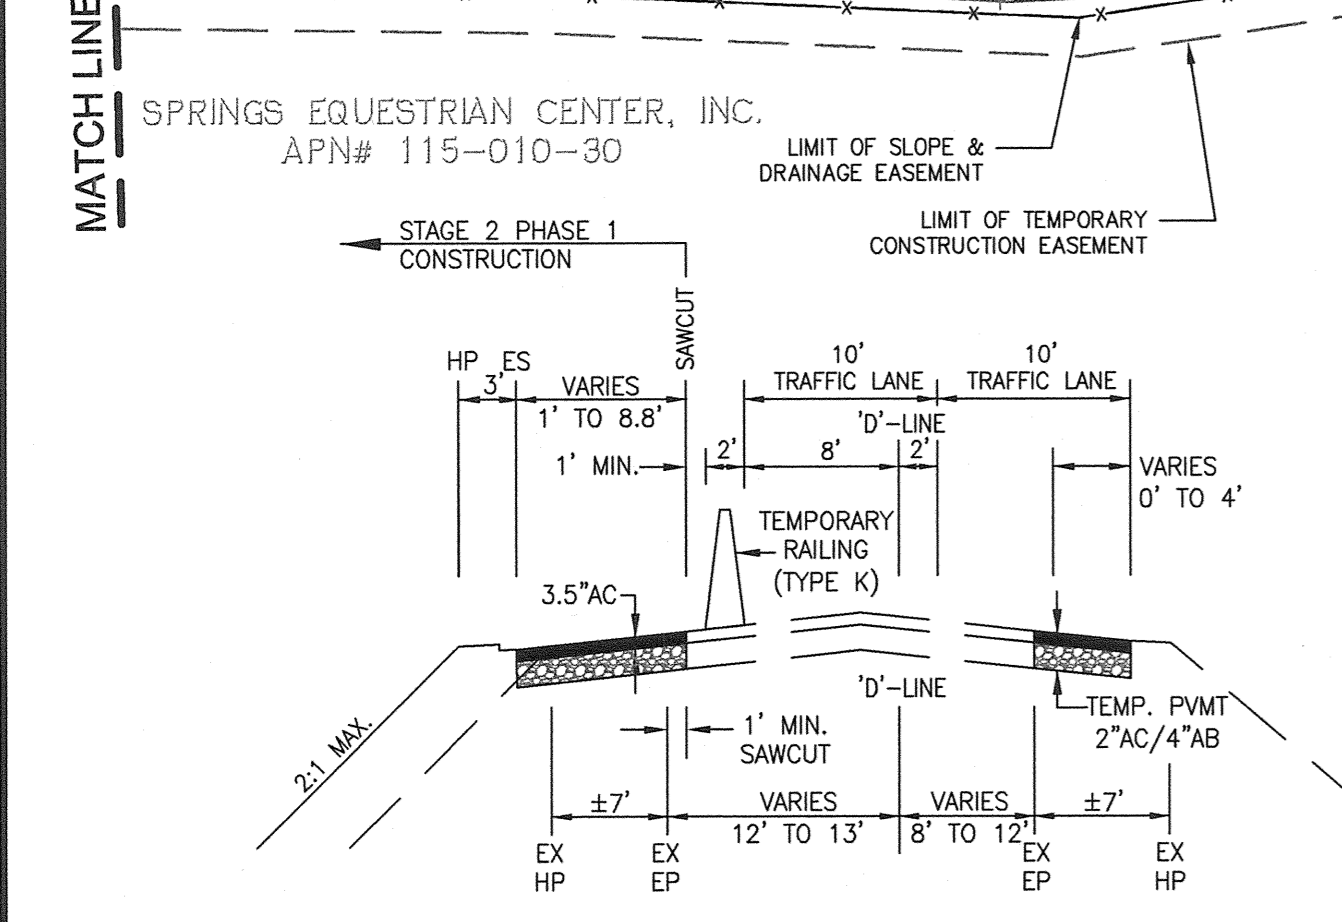 MATCH LINE
SPRINGS EQUESTRIAN CENTER, INC.
APN# 115-010-30
LIMIT OF SLOPE &
DRAINAGE EASEMENT
LIMIT OF TEMPORARY
CONSTRUCTION EASEMENT
STAGE 2 PHASE 1
CONSTRUCTION
SAWCUT
HP ES
3'
VARIES
1' TO 8.8'
10'
TRAFFIC LANE
10'
TRAFFIC LANE
'D'-LINE
1' MIN.
2'
8'
2'
VARIES
0' TO 4'
TEMPORARY
RAILING
(TYPE K)
3.5"AC
'D'-LINE
2:1 MAX.
1' MIN.
SAWCUT
TEMP. PVMT
2"AC/4"AB
±7'
VARIES
12' TO 13'
VARIES
8' TO 12'
±7'
EX
HP
EX
EP
EX
EP
EX
HP